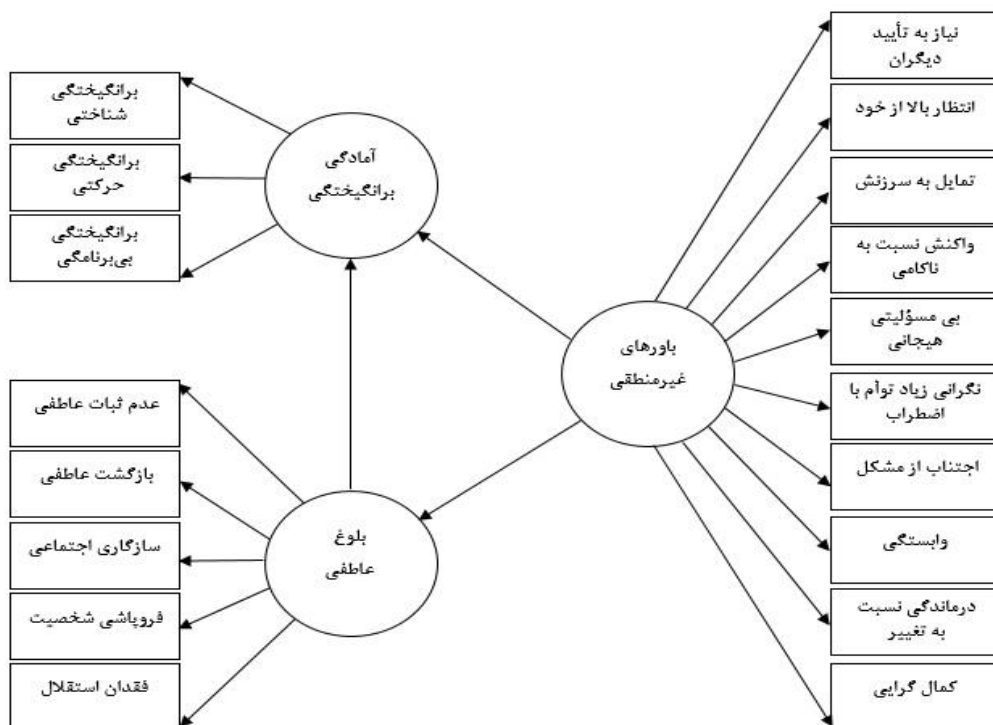 نیاز به تأیید
دیگران
انتظار بالا از خود
تمایل به سرزنش
واکنش نسبت به
ناکامی
بی مسؤلیتی
هیجانی
نگرانی زیاد توأم با
اضطراب
اجتناب از مشکل
وابستگی
درماندگی نسبت
به تغییر
کمال گرایی
باورهای
غیرمنطقی
آمادگی
برانگیختگی
بلوغ
عاطفی
برانگیختگی
شناختی
برانگیختگی
حرکتی
برانگیختگی
بی‌برنامگی
عدم ثبات عاطفی
بازگشت عاطفی
سازگاری اجتماعی
فروپاشی شخصیت
فقدان استقلال